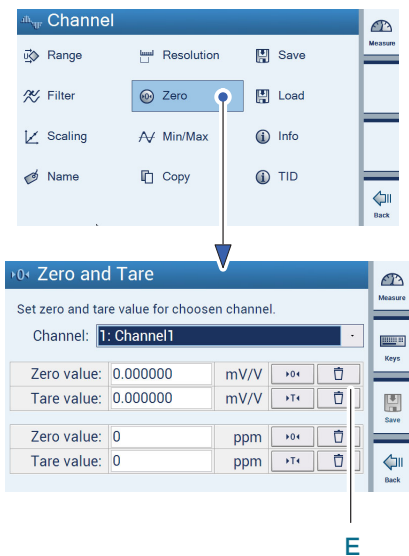 Channel
Measure
Range
Resolution
Save
Filter
Zero
Load
Scaling
Min/Max
Info
Name
Copy
TID
Back
Zero and Tare
Measure
Set zero and tare value for choosen channel.
Channel: 1: Channel1
Keys
Zero value: 0.000000 mV/V ▸0◂
Tare value: 0.000000 mV/V ▸T◂
Save
Zero value: 0 ppm ▸0◂
Tare value: 0 ppm ▸T◂
Back
E